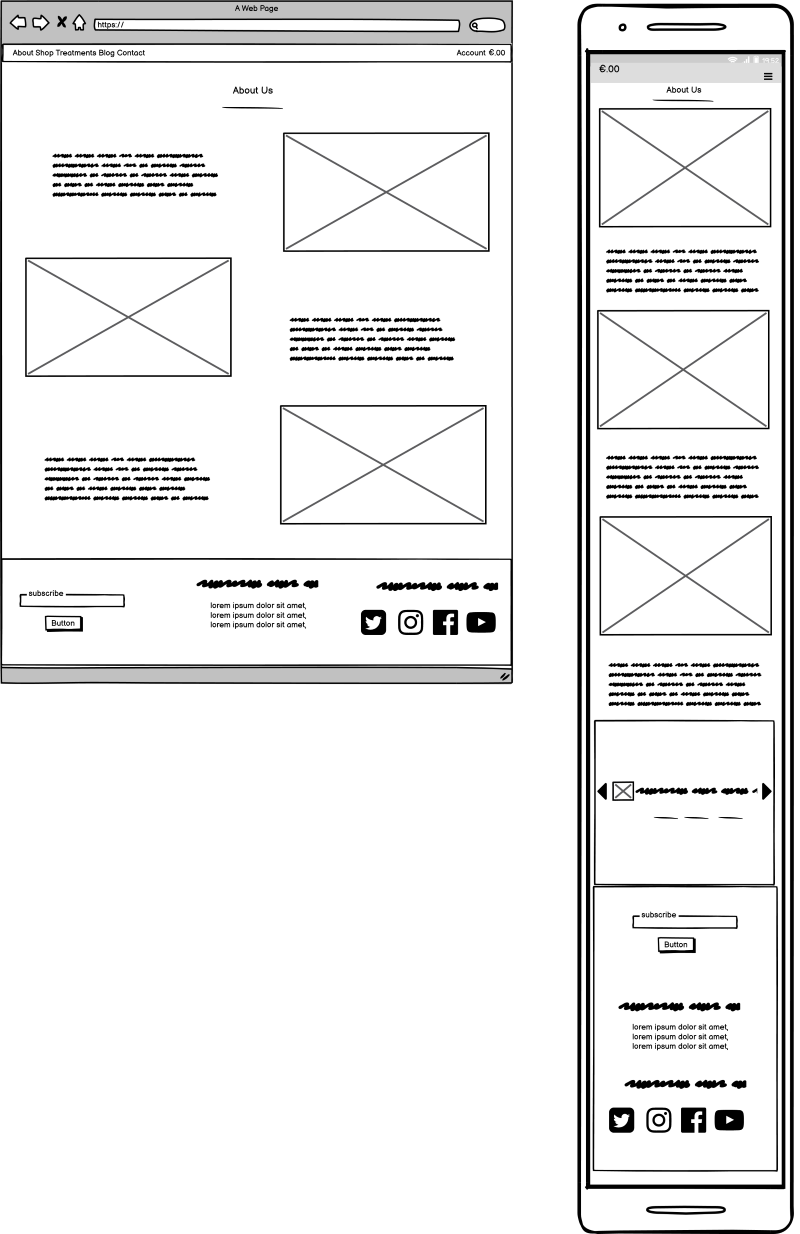 A Web Page
https://
About Shop Treatments Blog Contact
Account €.00
About Us
subscribe
Button
lorem ipsum dolor sit amet,
lorem ipsum dolor sit amet,
lorem ipsum dolor sit amet,
19:52
€.00
About Us
subscribe
Button
lorem ipsum dolor sit amet,
lorem ipsum dolor sit amet,
lorem ipsum dolor sit amet,